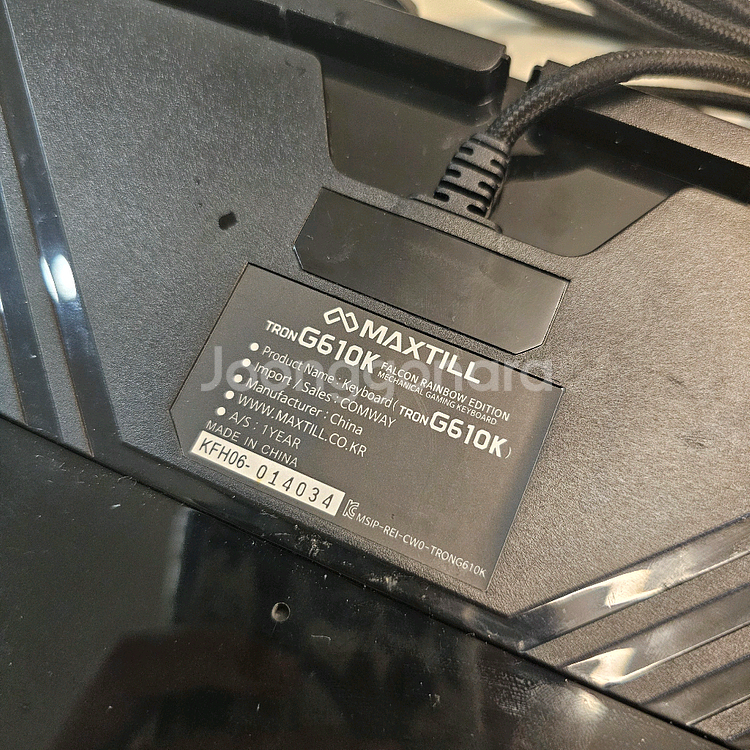 MAXTILL
TRON G610K FALCON RAINBOW EDITION
MECHANICAL GAMING KEYBOARD
● Product Name : Keyboard ( TRON G610K )
● Import / Sales : COMWAY
● Manufacturer : China
● WWW.MAXTILL.CO.KR
● A/S : 1YEAR
MADE IN CHINA
KFH06- 014034
MSIP-REI-CW0-TRONG610K
Joonggonara